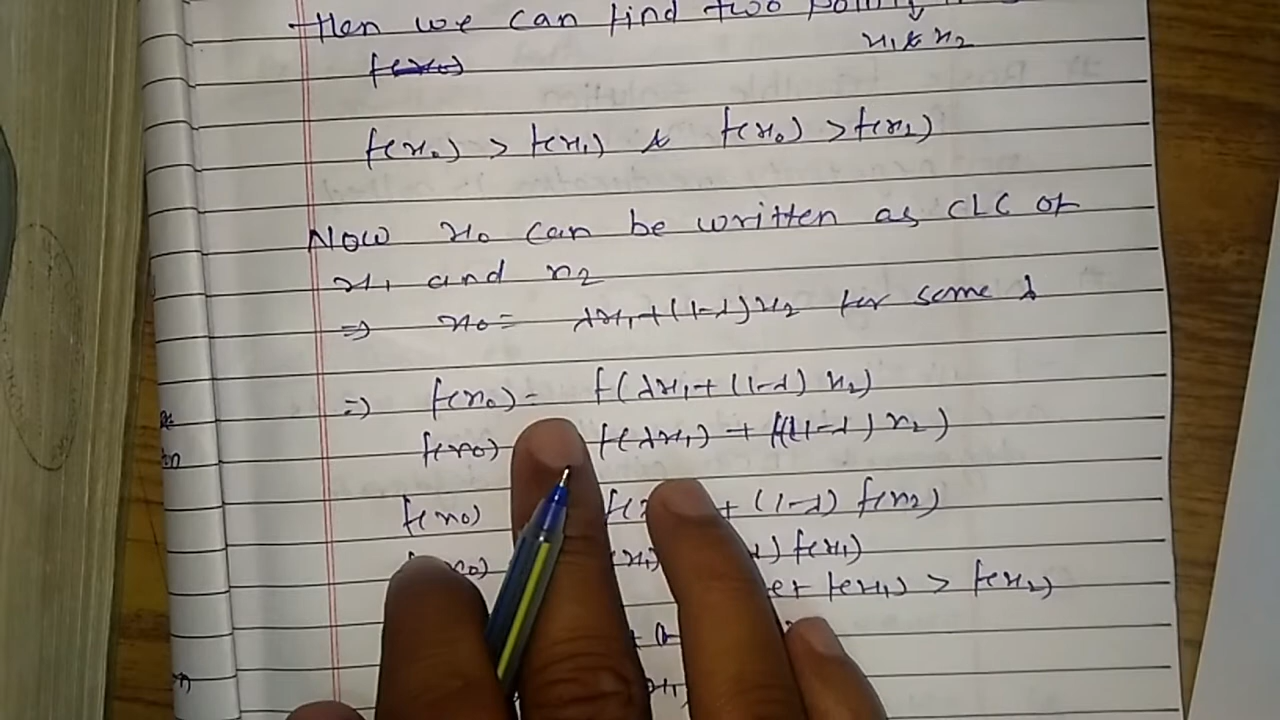 then we can find two points
x₁ & x₂
f(x₀)
f(x₀) > f(x₁) & f(x₀) > f(x₂)
Now x₀ can be written as CLC of
x₁ and x₂
⇒ x₀ = λx₁ + (1-λ)x₂ for some λ
⇒) f(x₀) = f(λx₁ + (1-λ) x₂)
f(x₀) f(λx₁) + f((1-λ) x₂)
f(x₀) + (1-λ) f(x₂)
f(x₁)
f(x₁) > f(x₂)